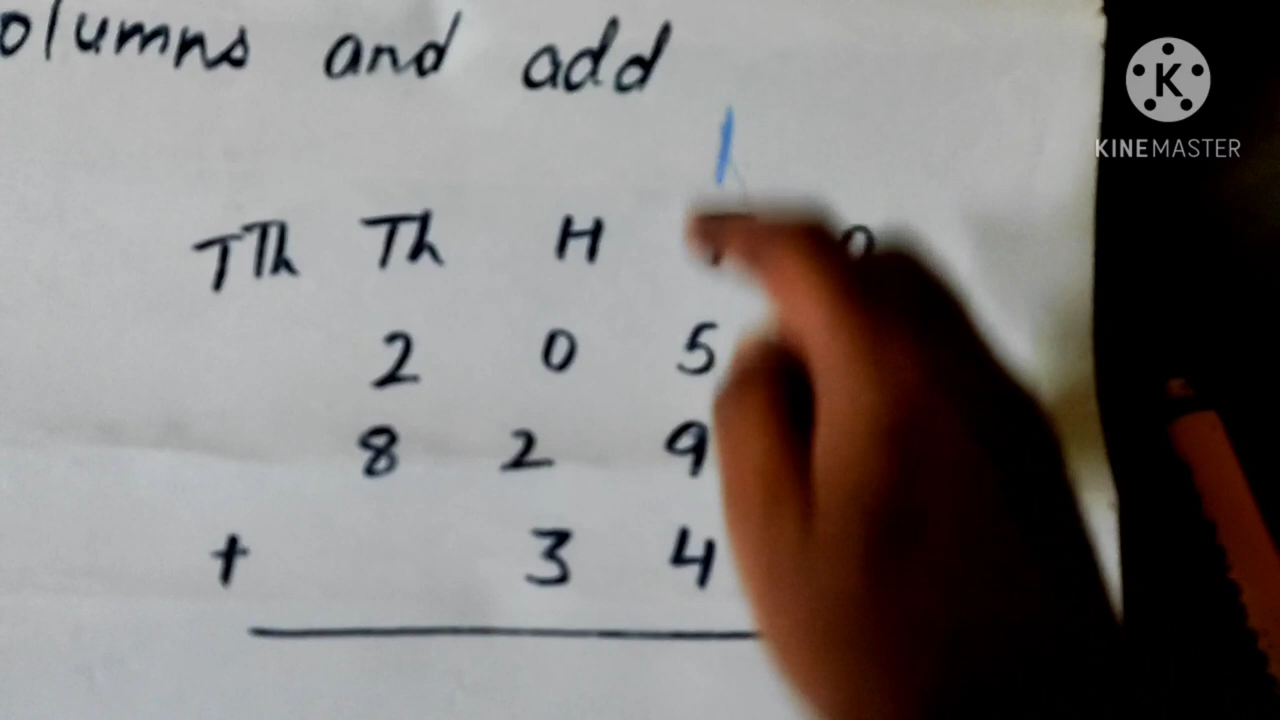 olumns and add
KINEMASTER
1
TTh Th H
2 0 5
8 2 9
+ 3 4